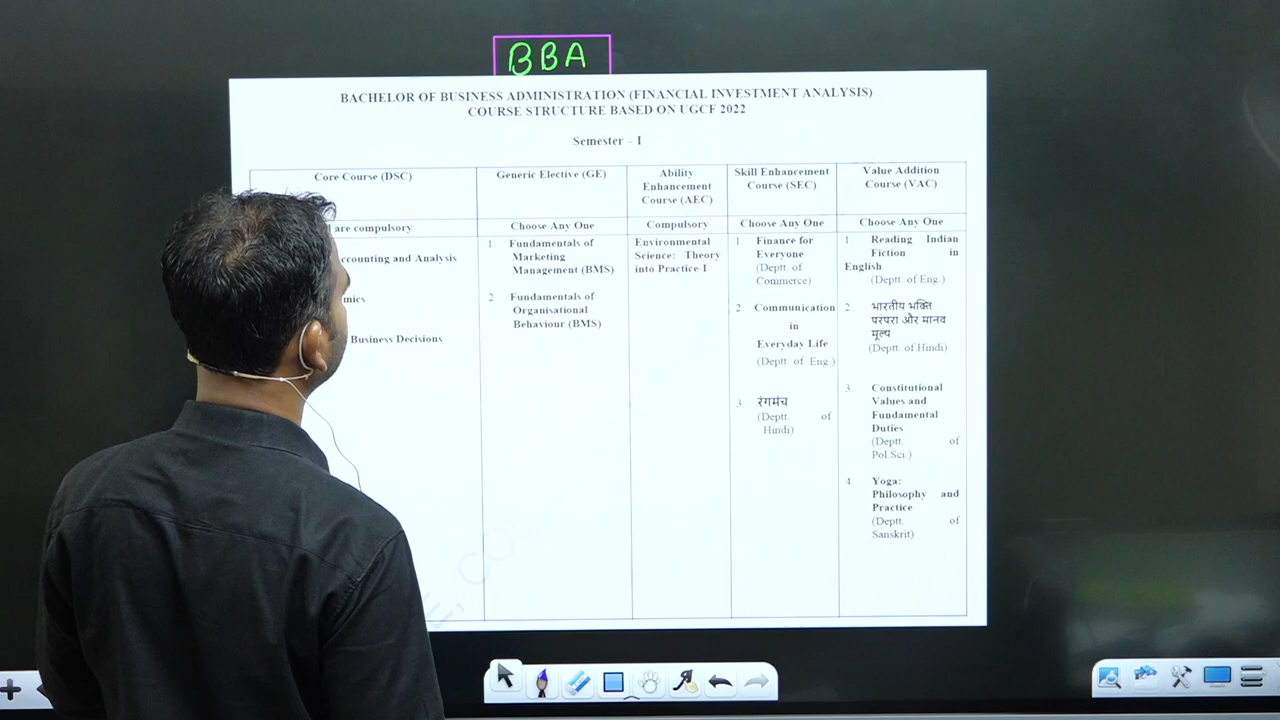 BBA
BACHELOR OF BUSINESS ADMINISTRATION (FINANCIAL INVESTMENT ANALYSIS)
COURSE STRUCTURE BASED ON UGCF 2022
Semester – I
Core Course (DSC)
are compulsory
ccounting and Analysis
mics
Business Decisions
Generic Elective (GE)
Choose Any One
1. Fundamentals of
Marketing
Management (BMS)
2. Fundamentals of
Organisational
Behaviour (BMS)
Ability
Enhancement
Course (AEC)
Compulsory
Environmental
Science: Theory
into Practice-I
Skill Enhancement
Course (SEC)
Choose Any One
1. Finance for
Everyone
(Deptt. of
Commerce)
2. Communication
in
Everyday Life
(Deptt. of Eng.)
3. रंगमंच
(Deptt. of
Hindi)
Value Addition
Course (VAC)
Choose Any One
1. Reading Indian
Fiction in
English
(Deptt. of Eng.)
2. भारतीय भक्ति
परंपरा और मानव
मूल्य
(Deptt. of Hindi)
3. Constitutional
Values and
Fundamental
Duties
(Deptt. of
Pol.Sci.)
4. Yoga:
Philosophy and
Practice
(Deptt. of
Sanskrit)